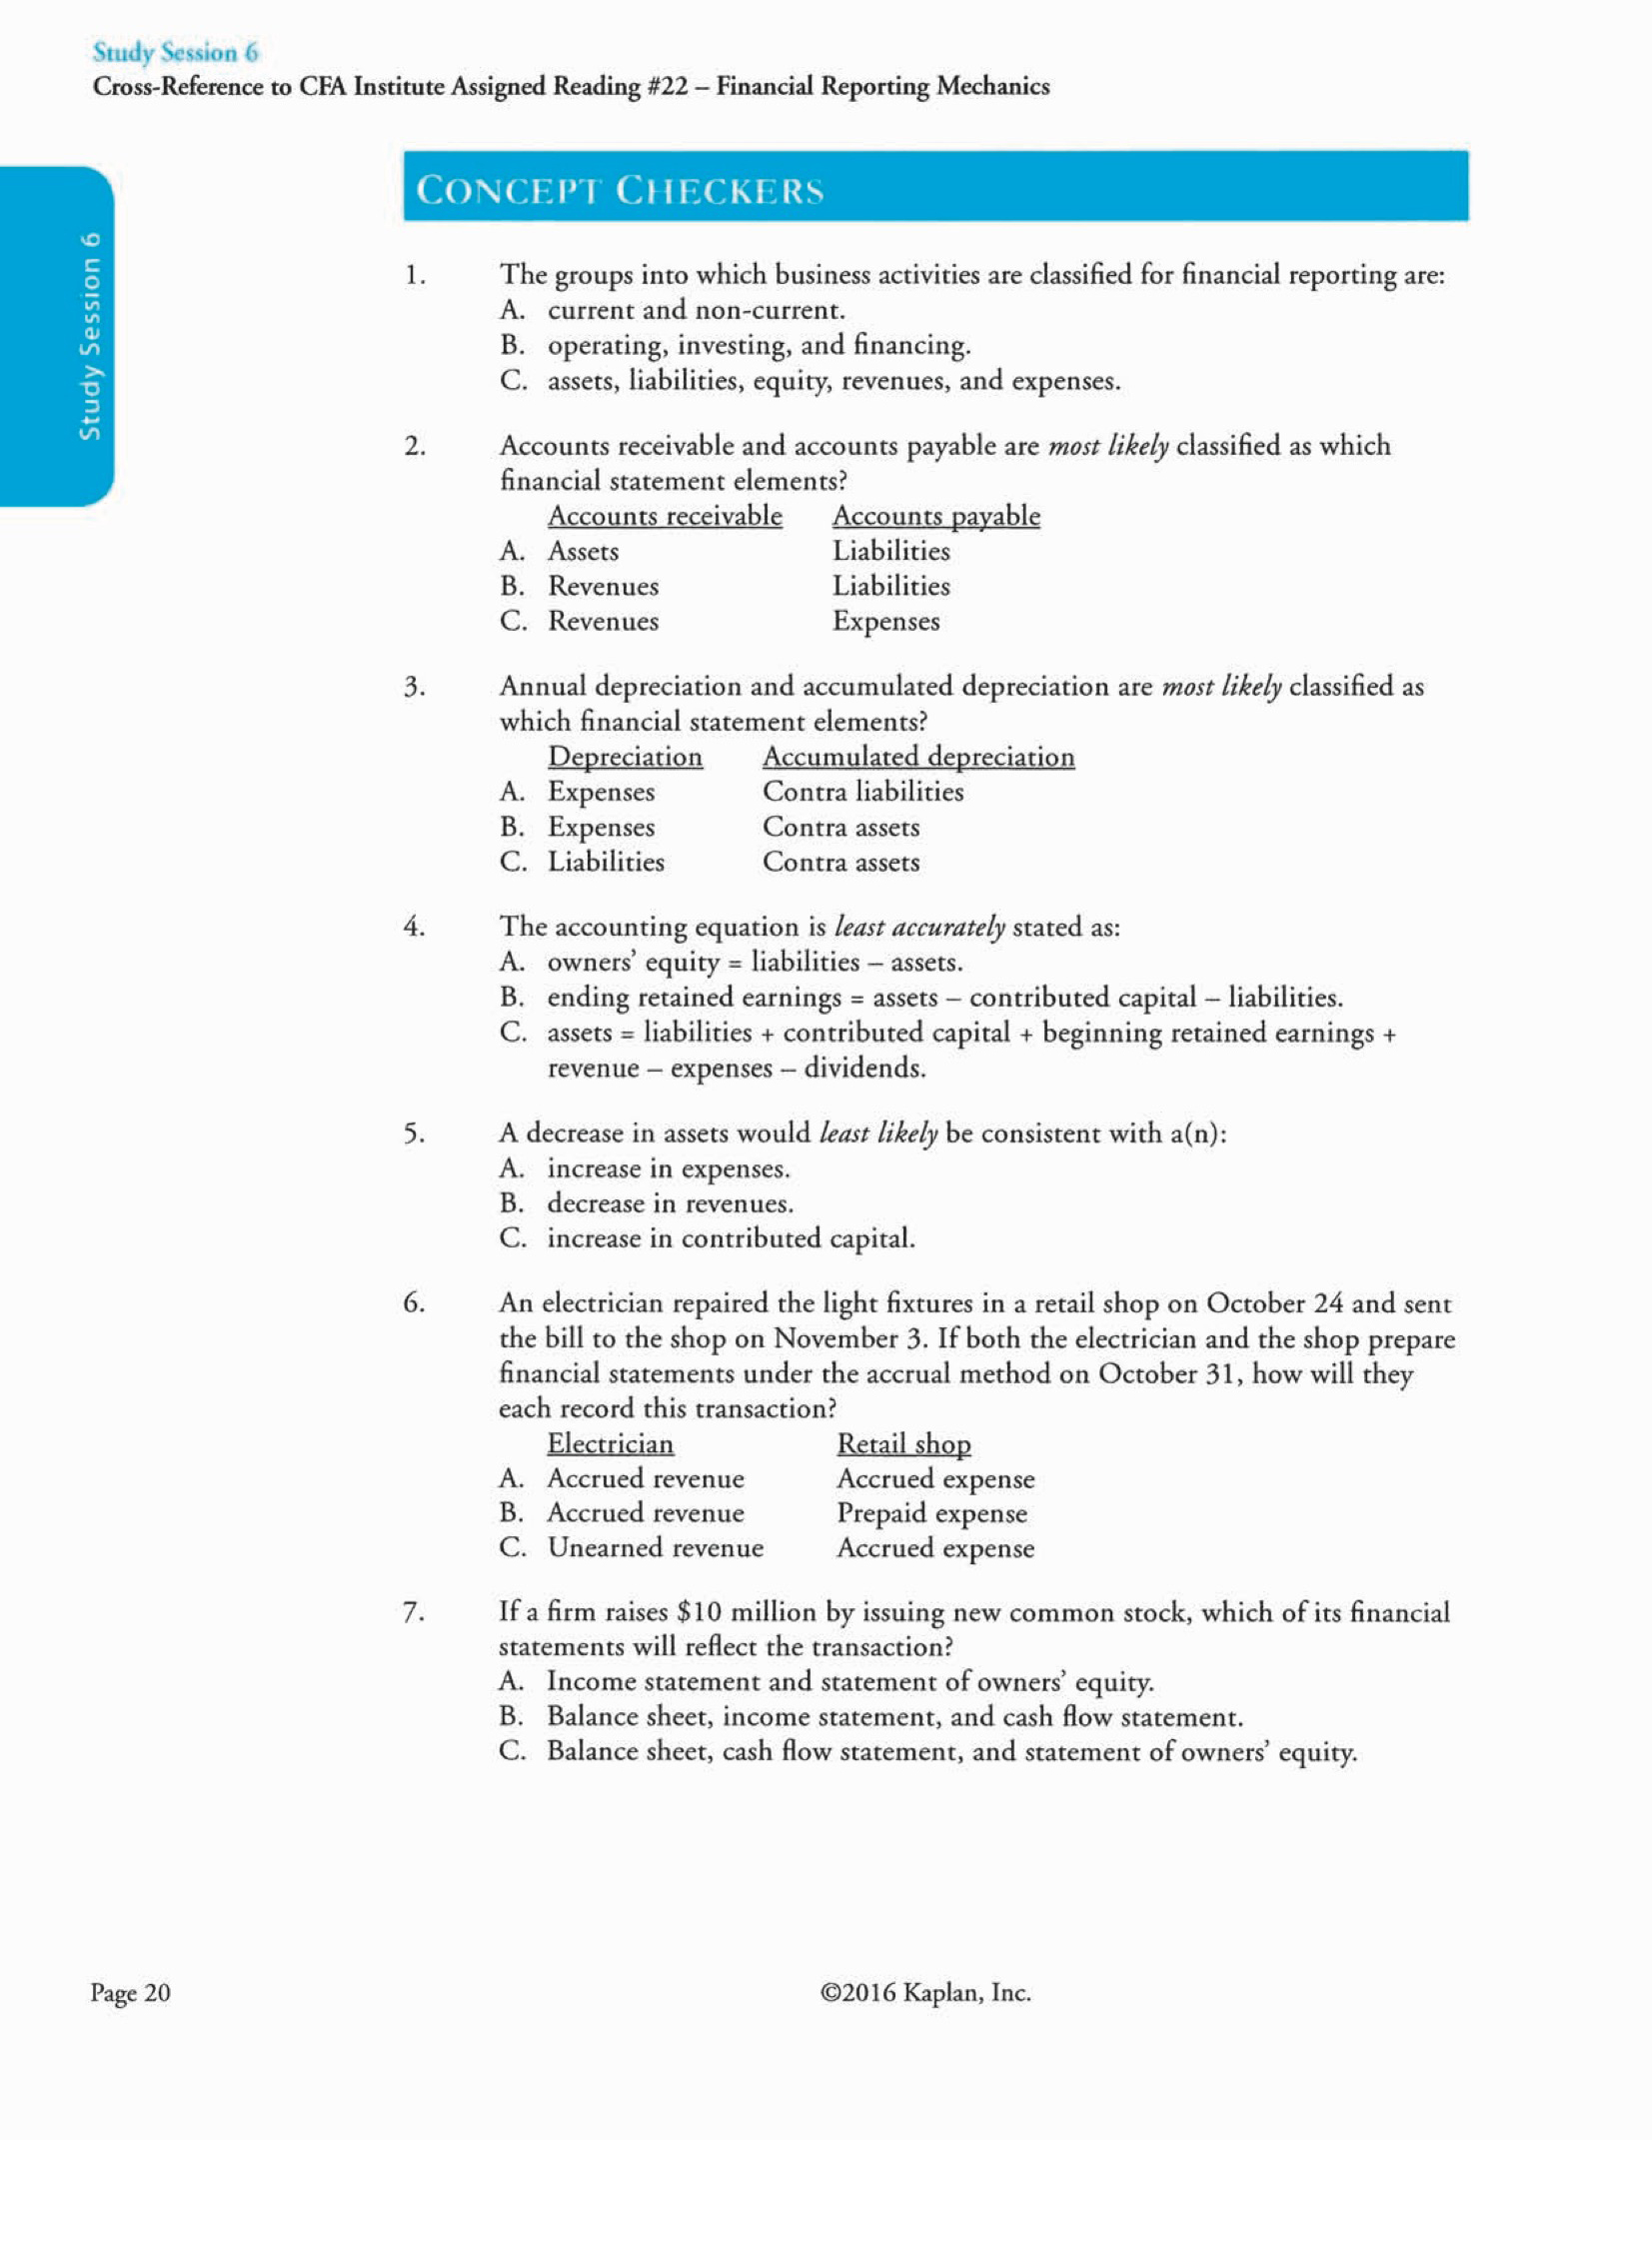 Study Session 6
Cross-Reference to CFA Institute Assigned Reading #22 – Financial Reporting Mechanics
Study Session 6
CONCEPT CHECKERS
1. The groups into which business activities are classified for financial reporting are:
A. current and non-current.
B. operating, investing, and financing.
C. assets, liabilities, equity, revenues, and expenses.
2. Accounts receivable and accounts payable are most likely classified as which
financial statement elements?
Accounts receivable Accounts payable
A. Assets Liabilities
B. Revenues Liabilities
C. Revenues Expenses
3. Annual depreciation and accumulated depreciation are most likely classified as
which financial statement elements?
Depreciation Accumulated depreciation
A. Expenses Contra liabilities
B. Expenses Contra assets
C. Liabilities Contra assets
4. The accounting equation is least accurately stated as:
A. owners’ equity = liabilities – assets.
B. ending retained earnings = assets – contributed capital – liabilities.
C. assets = liabilities + contributed capital + beginning retained earnings +
revenue – expenses – dividends.
5. A decrease in assets would least likely be consistent with a(n):
A. increase in expenses.
B. decrease in revenues.
C. increase in contributed capital.
6. An electrician repaired the light fixtures in a retail shop on October 24 and sent
the bill to the shop on November 3. If both the electrician and the shop prepare
financial statements under the accrual method on October 31, how will they
each record this transaction?
Electrician Retail shop
A. Accrued revenue Accrued expense
B. Accrued revenue Prepaid expense
C. Unearned revenue Accrued expense
7. If a firm raises $10 million by issuing new common stock, which of its financial
statements will reflect the transaction?
A. Income statement and statement of owners’ equity.
B. Balance sheet, income statement, and cash flow statement.
C. Balance sheet, cash flow statement, and statement of owners’ equity.
Page 20 ©2016 Kaplan, Inc.